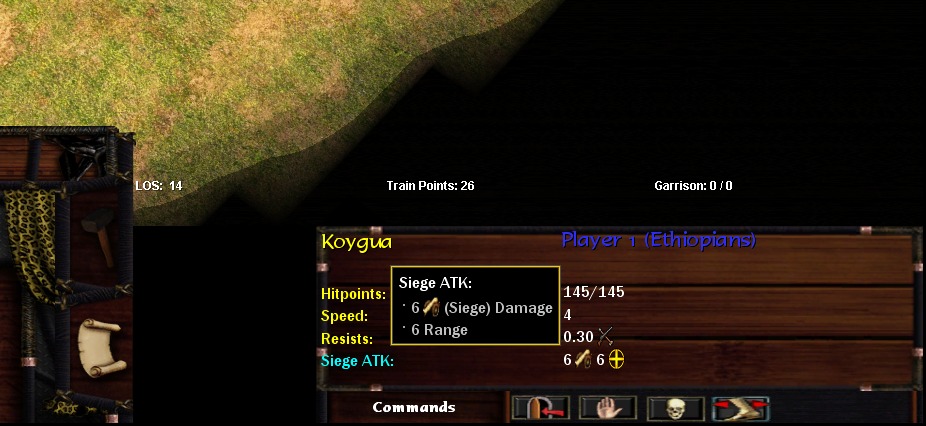 LOS: 14
Train Points: 26
Garrison: 0 / 0
Koygua
Player 1 (Ethiopians)
Siege ATK:
· 6 (Siege) Damage
· 6 Range
Hitpoints: 145/145
Speed: 4
Resists: 0.30
Siege ATK: 6 6
Commands